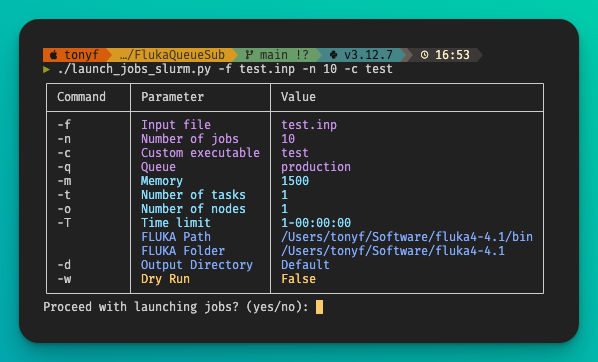 tonyf …/FlukaQueueSub main !? v3.12.7 16:53
./launch_jobs_slurm.py -f test.inp -n 10 -c test
Command Parameter Value
-f Input file test.inp
-n Number of jobs 10
-c Custom executable test
-q Queue production
-m Memory 1500
-t Number of tasks 1
-o Number of nodes 1
-T Time limit 1-00:00:00
FLUKA Path /Users/tonyf/Software/fluka4-4.1/bin
FLUKA Folder /Users/tonyf/Software/fluka4-4.1
-d Output Directory Default
-w Dry Run False
Proceed with launching jobs? (yes/no):